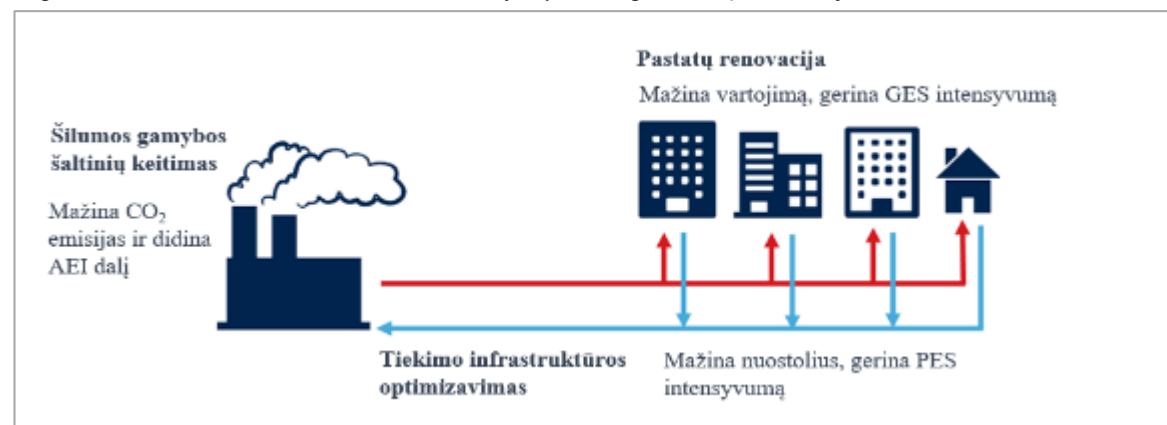 Pastatų renovacija
Mažina vartojimą, gerina GES intensyvumą
Šilumos gamybos
šaltinių keitimas
Mažina CO₂
emisijas ir didina
AEI dalį
Tiekimo infrastruktūros
optimizavimas
Mažina nuostolius, gerina PES
intensyvumą